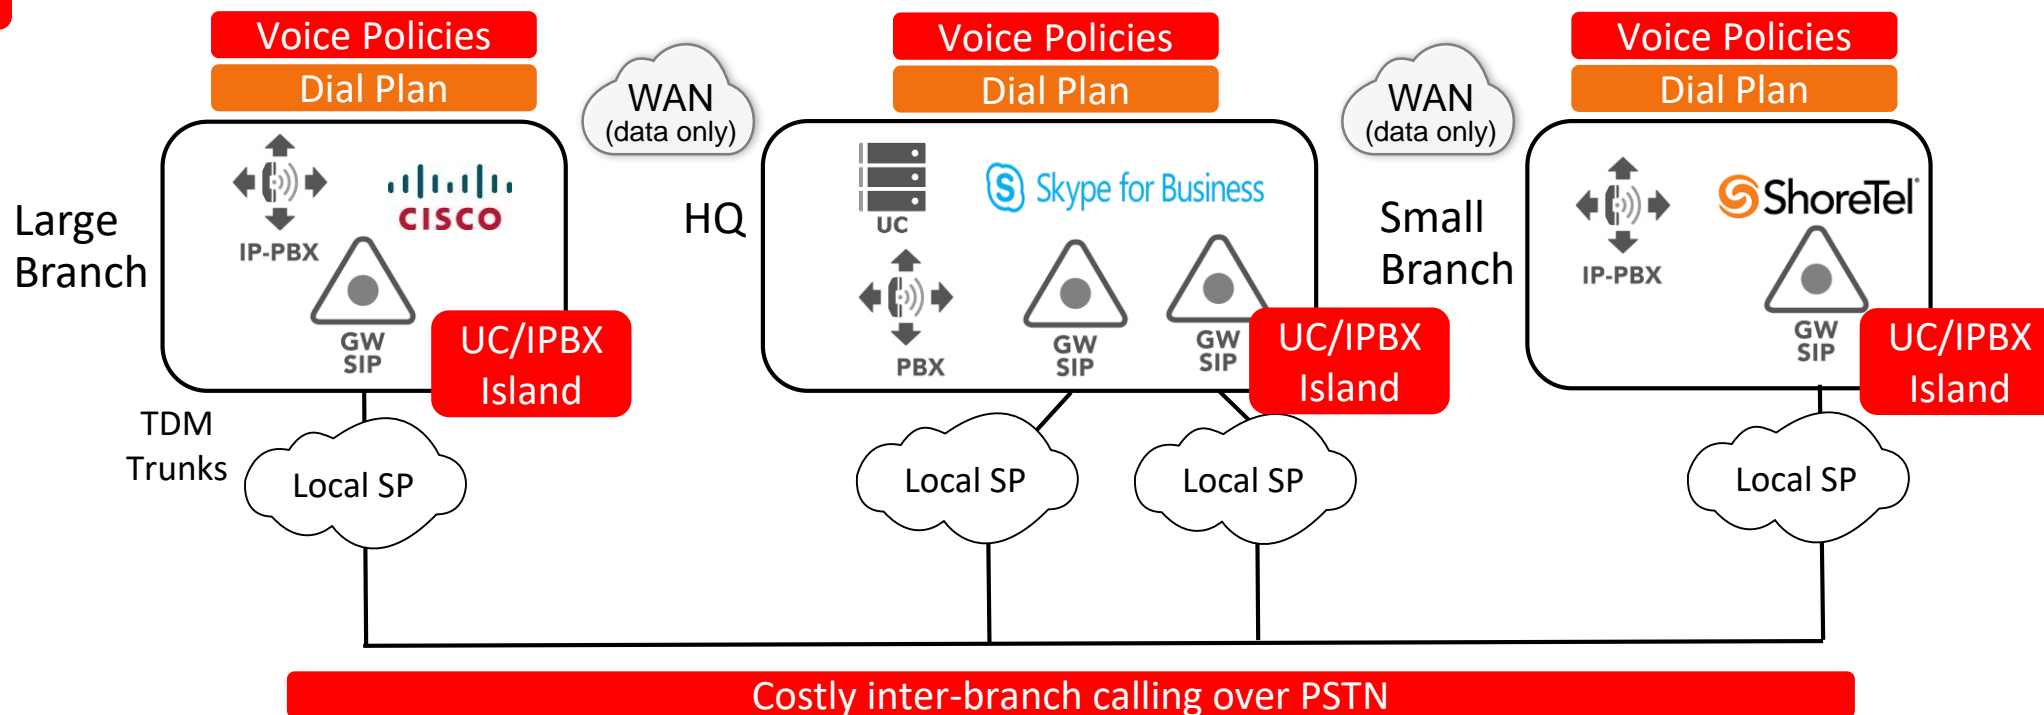 Voice Policies
Dial Plan
WAN
(data only)
Voice Policies
Dial Plan
WAN
(data only)
Voice Policies
Dial Plan
Large
Branch
IP-PBX
CISCO
GW
SIP
UC/IPBX
Island
HQ
UC
S Skype for Business
PBX
GW
SIP
GW
SIP
UC/IPBX
Island
Small
Branch
IP-PBX
ShoreTel
GW
SIP
UC/IPBX
Island
TDM
Trunks
Local SP
Local SP
Local SP
Local SP
Costly inter-branch calling over PSTN